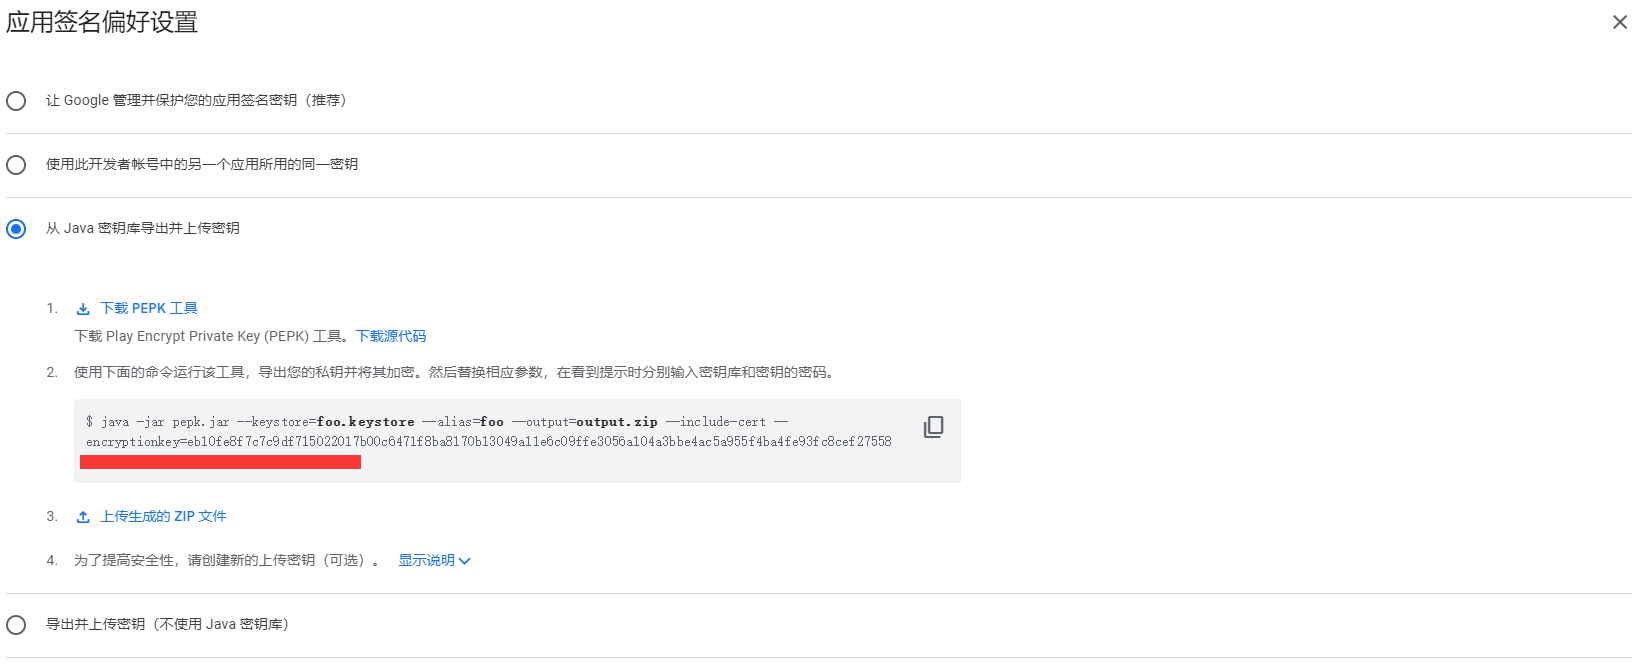 应用签名偏好设置
让 Google 管理并保护您的应用签名密钥（推荐）
使用此开发者帐号中的另一个应用所用的同一密钥
从 Java 密钥库导出并上传密钥
1. 下载 PEPK 工具
下载 Play Encrypt Private Key (PEPK) 工具。下载源代码
2. 使用下面的命令运行该工具，导出您的私钥并将其加密。然后替换相应参数，在看到提示时分别输入密钥库和密钥的密码。
$ java -jar pepk.jar --keystore=foo.keystore --alias=foo --output=output.zip --include-cert --
encryptionkey=eb10fe8f7c7c9df715022017b00c6471f8ba8170b13049a11e6c09ffe3056a104a3bbe4ac5a955f4ba4fe93fc8cef27558
3. 上传生成的 ZIP 文件
4. 为了提高安全性，请创建新的上传密钥（可选）。 显示说明
导出并上传密钥（不使用 Java 密钥库）